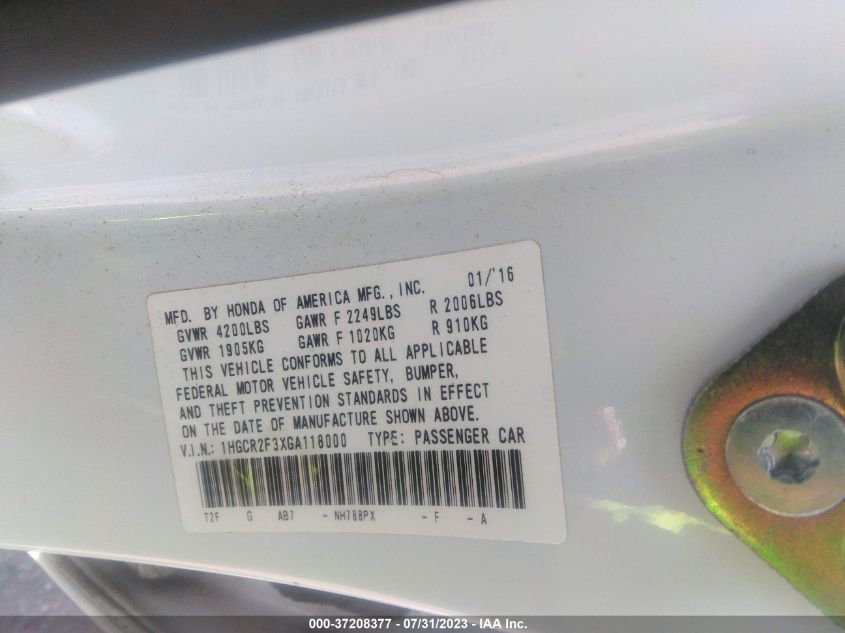 MFD. BY HONDA OF AMERICA MFG., INC. 01/'16
GVWR 4200LBS GAWR F 2249LBS R 2006LBS
GVWR 1905KG GAWR F 1020KG R 910KG
THIS VEHICLE CONFORMS TO ALL APPLICABLE
FEDERAL MOTOR VEHICLE SAFETY, BUMPER,
AND THEFT PREVENTION STANDARDS IN EFFECT
ON THE DATE OF MANUFACTURE SHOWN ABOVE.
V.I.N.: 1HGCR2F3XGA118000 TYPE: PASSENGER CAR
T2F G AB7 - NH788PX - F - A
000-37208377 / 07/31/2023 - IAA Inc.